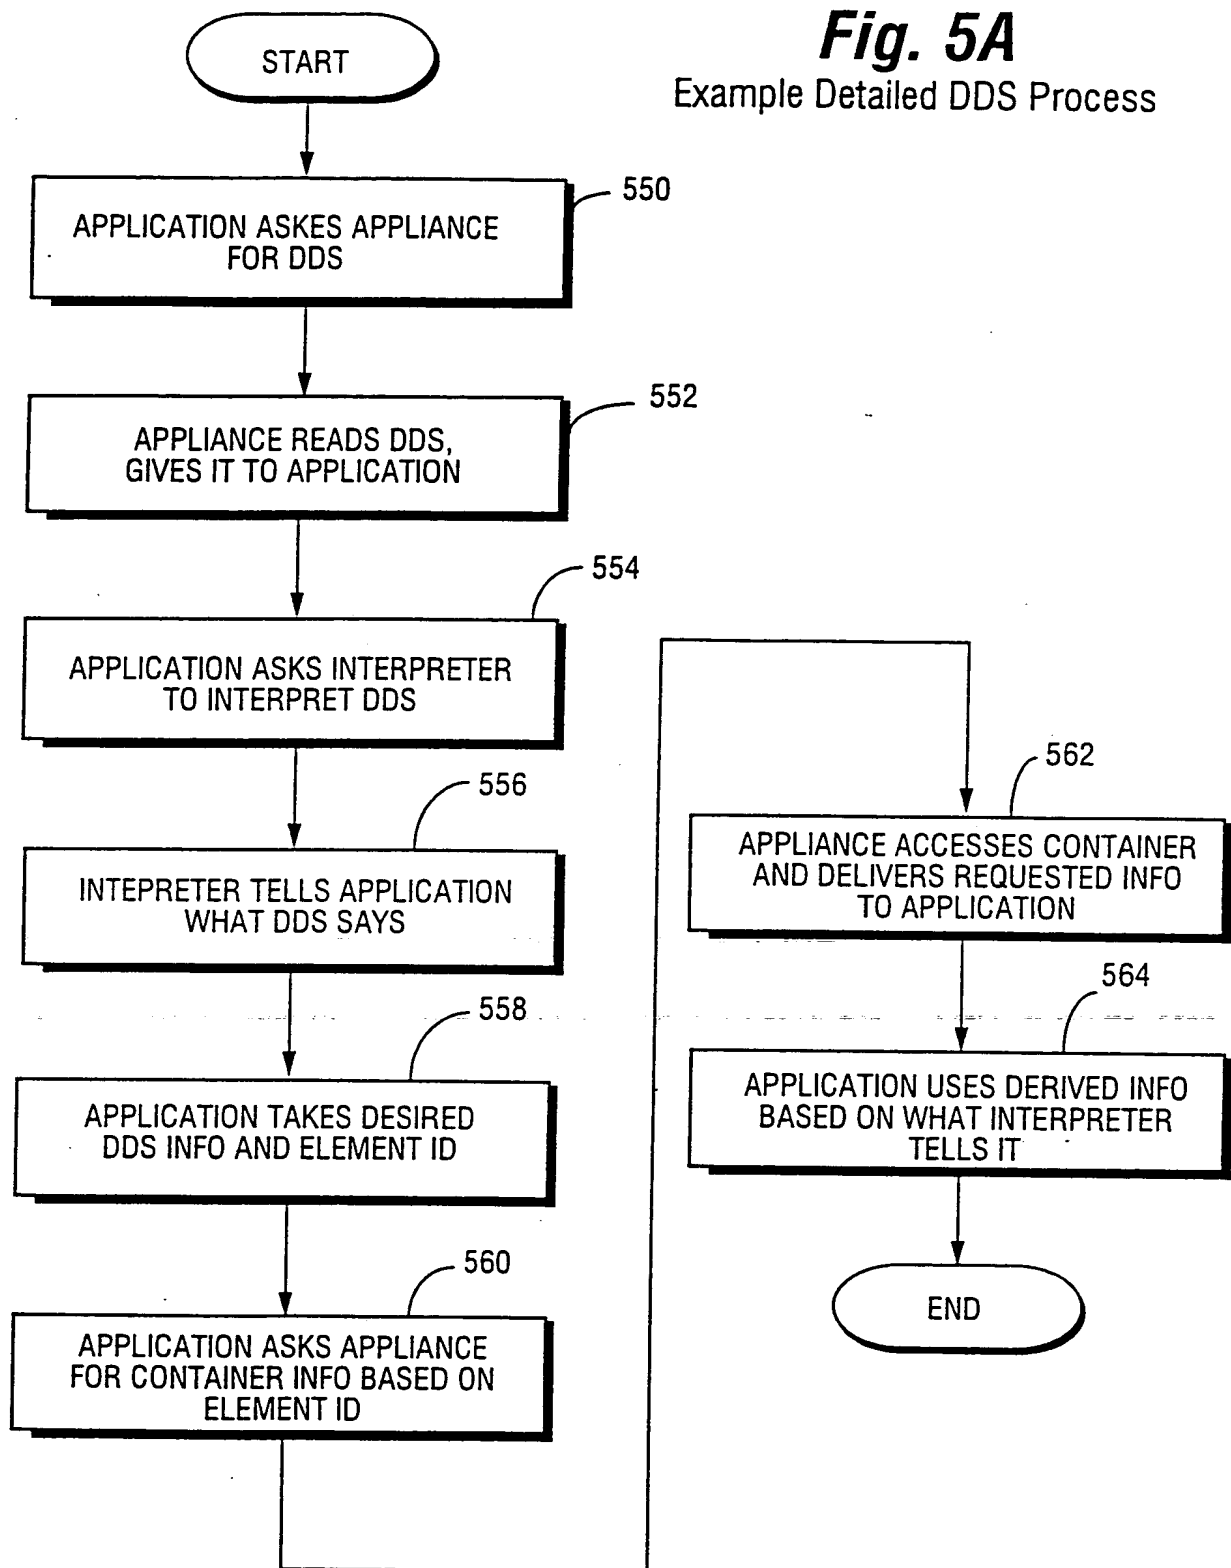 Fig. 5A
Example Detailed DDS Process
START
550
APPLICATION ASKES APPLIANCE
FOR DDS
552
APPLIANCE READS DDS,
GIVES IT TO APPLICATION
554
APPLICATION ASKS INTERPRETER
TO INTERPRET DDS
556
INTEPRETER TELLS APPLICATION
WHAT DDS SAYS
558
APPLICATION TAKES DESIRED
DDS INFO AND ELEMENT ID
560
APPLICATION ASKS APPLIANCE
FOR CONTAINER INFO BASED ON
ELEMENT ID
562
APPLIANCE ACCESSES CONTAINER
AND DELIVERS REQUESTED INFO
TO APPLICATION
564
APPLICATION USES DERIVED INFO
BASED ON WHAT INTERPRETER
TELLS IT
END